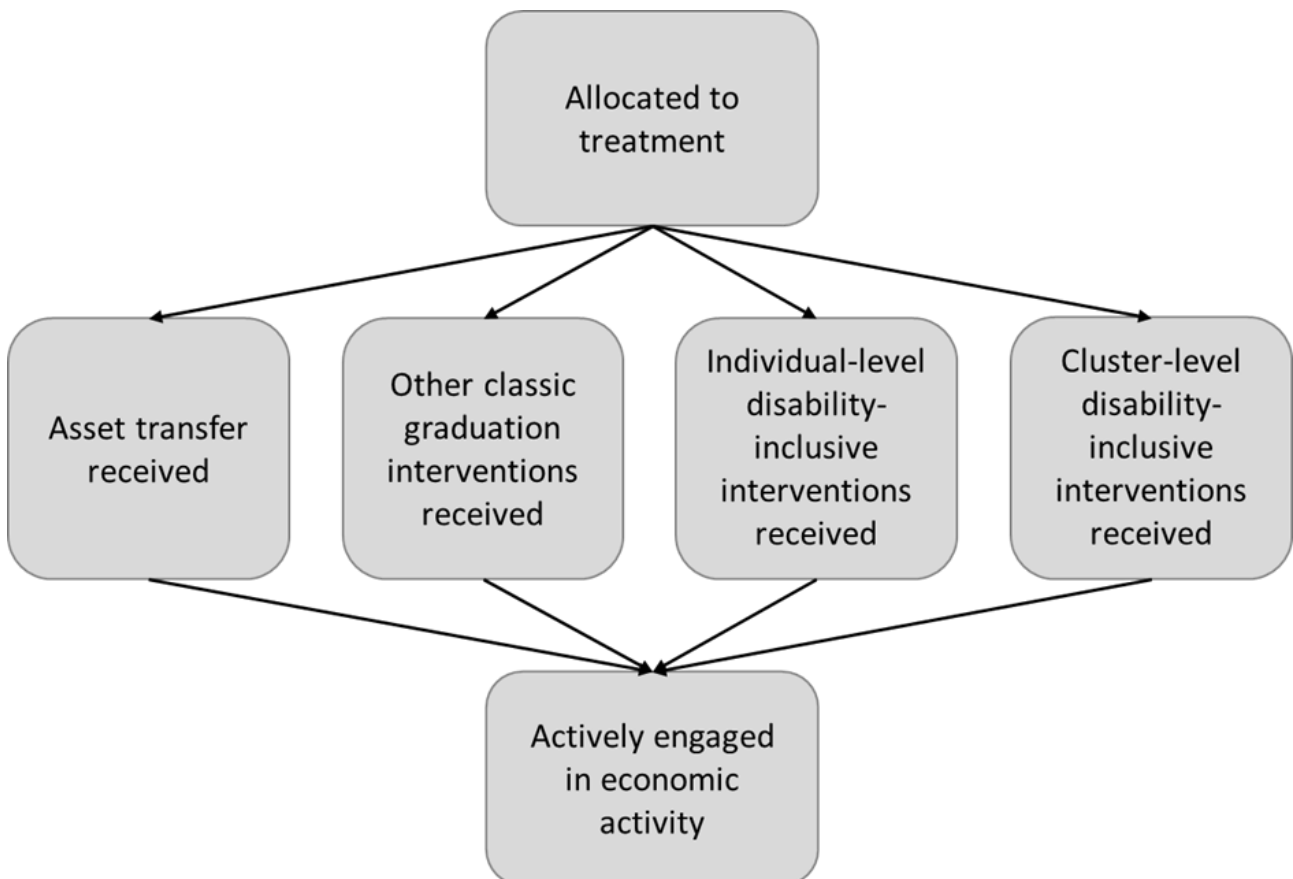 Allocated to
treatment
Asset transfer
received
Other classic
graduation
interventions
received
Individual-level
disability-
inclusive
interventions
received
Cluster-level
disability-
inclusive
interventions
received
Actively engaged
in economic
activity